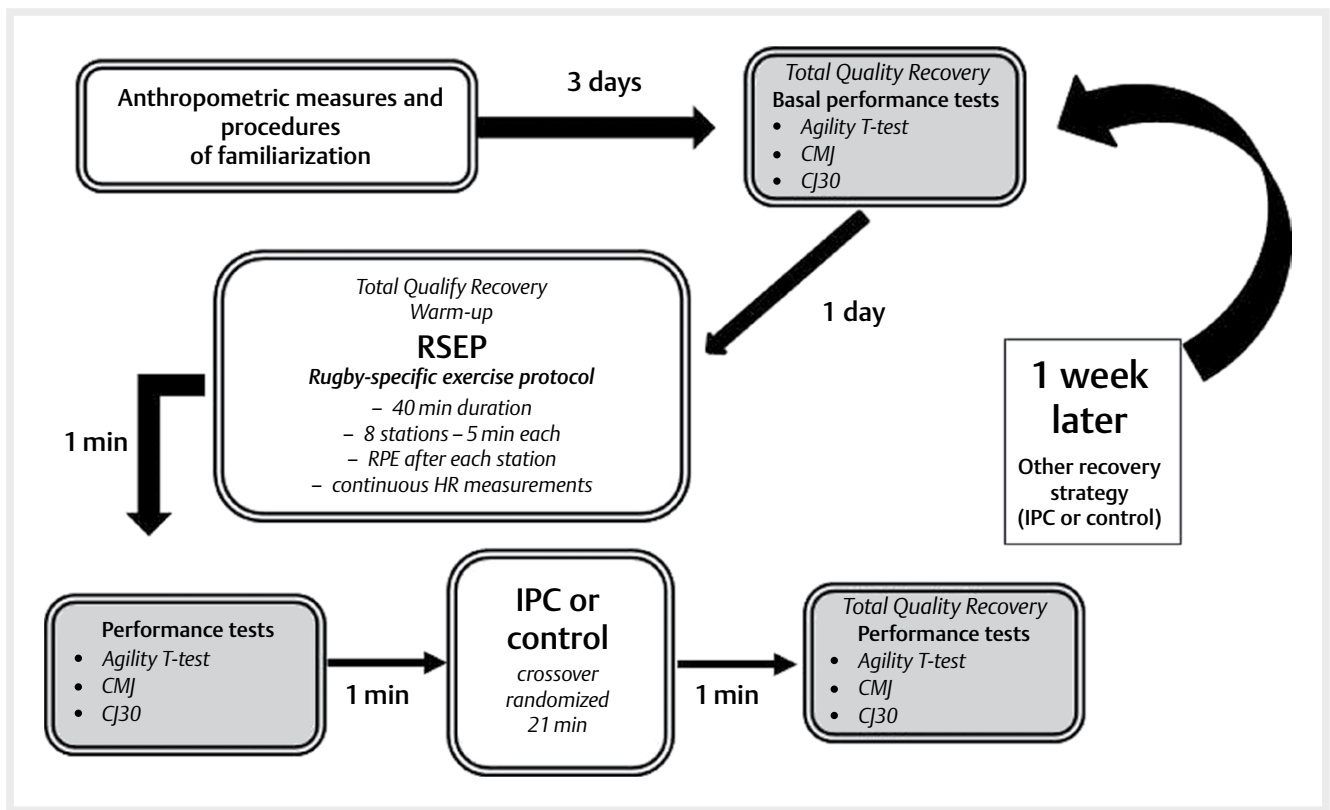 Anthropometric measures and
procedures
of familiarization
3 days
Total Quality Recovery
Basal performance tests
• Agility T-test
• CMJ
• CJ30
1 day
Total Qualify Recovery
Warm-up
RSEP
Rugby-specific exercise protocol
– 40 min duration
– 8 stations – 5 min each
– RPE after each station
– continuous HR measurements
1 week
later
Other recovery
strategy
(IPC or control)
1 min
Performance tests
• Agility T-test
• CMJ
• CJ30
1 min
IPC or
control
crossover
randomized
21 min
1 min
Total Quality Recovery
Performance tests
• Agility T-test
• CMJ
• CJ30